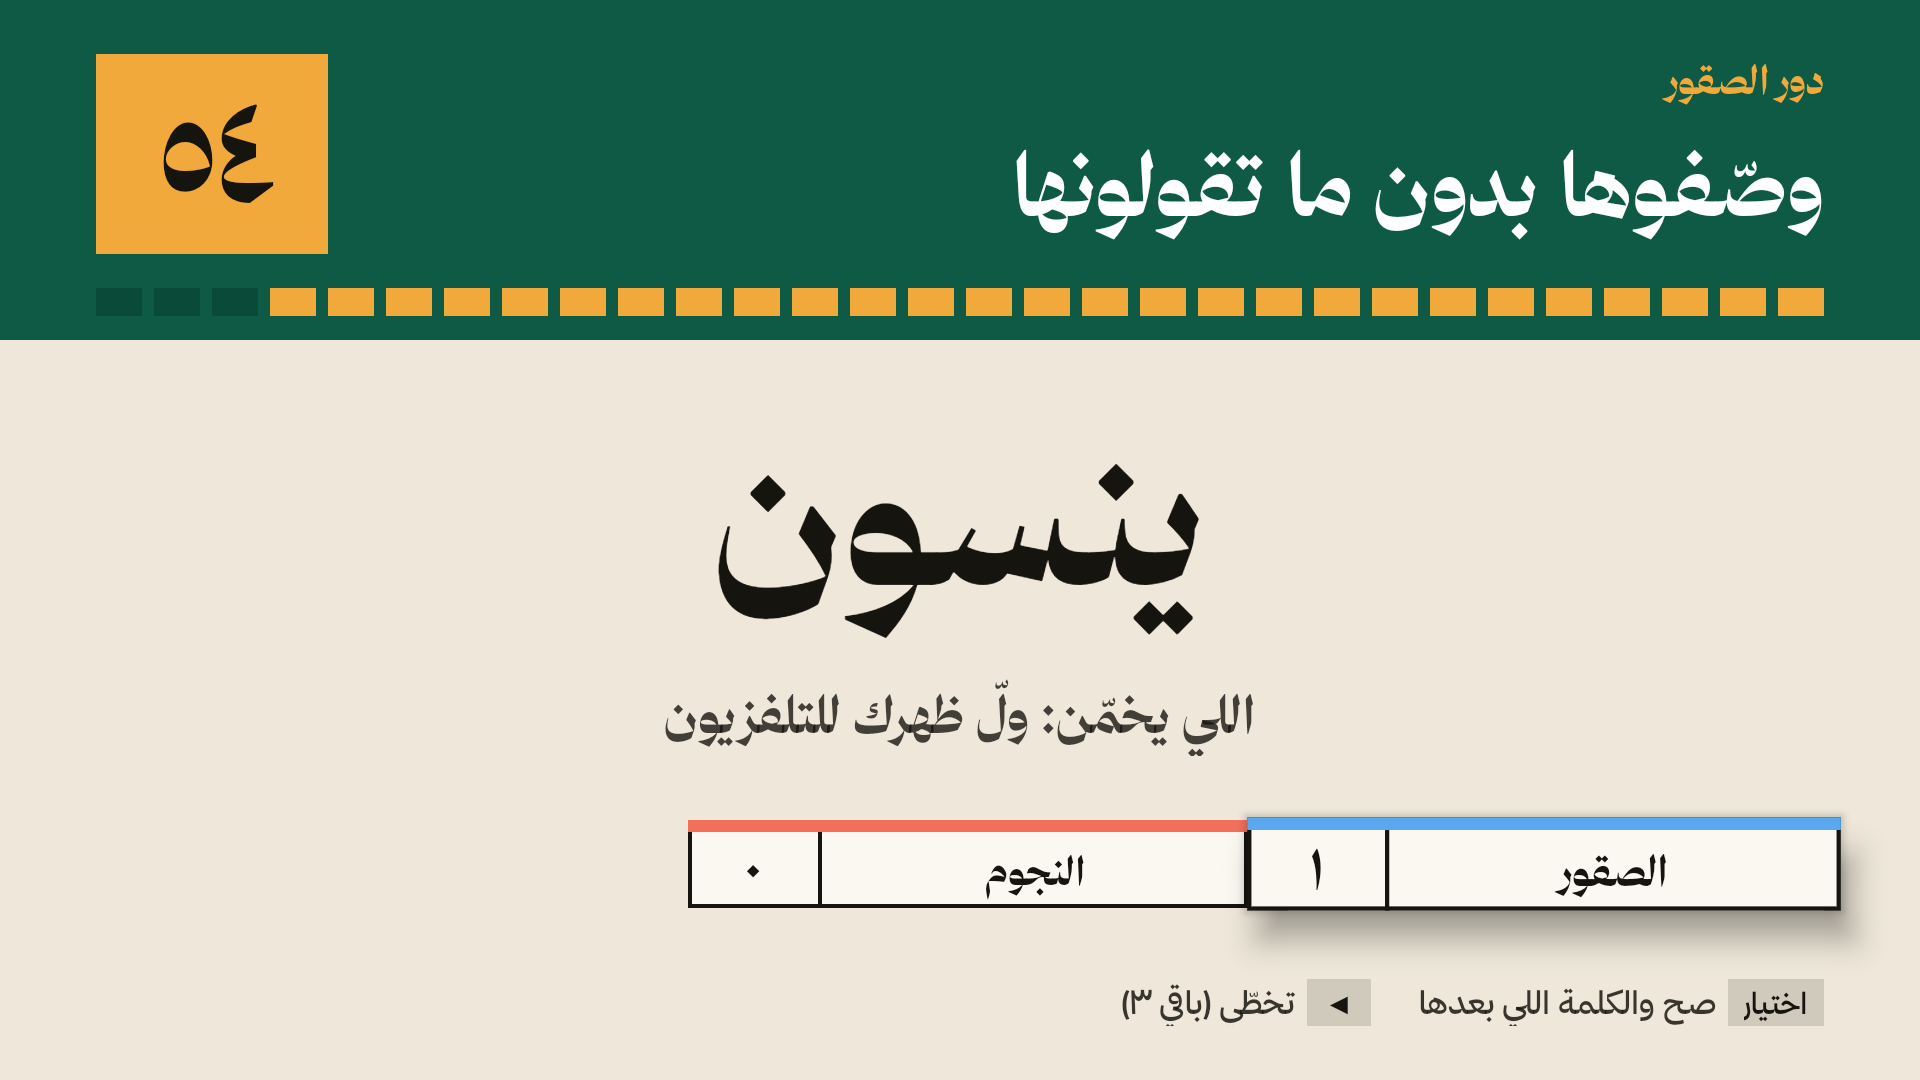 دور الصقور
وصّفوها بدون ما تقولونها
٥٤
ينسون
اللي يخمّن: ولّ ظهرك للتلفزيون
الصقور ١
النجوم ٠
اختيار صح والكلمة اللي بعدها ◀ تخطّى (باقي ٣)